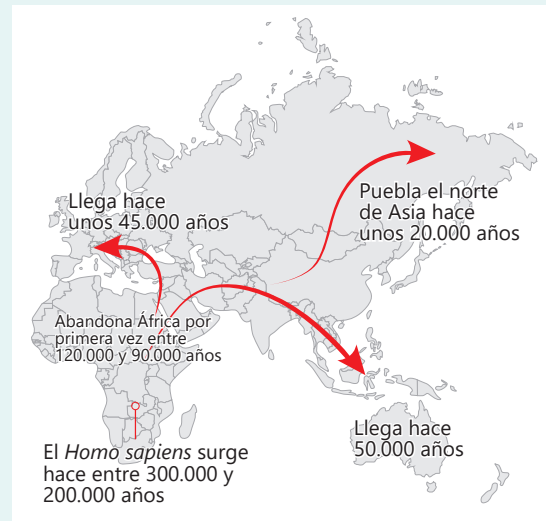 Llega hace
unos 45.000 años
Puebla el norte
de Asia hace
unos 20.000 años
Abandona África por
primera vez entre
120.000 y 90.000 años
Llega hace
50.000 años
El Homo sapiens surge
hace entre 300.000 y
200.000 años